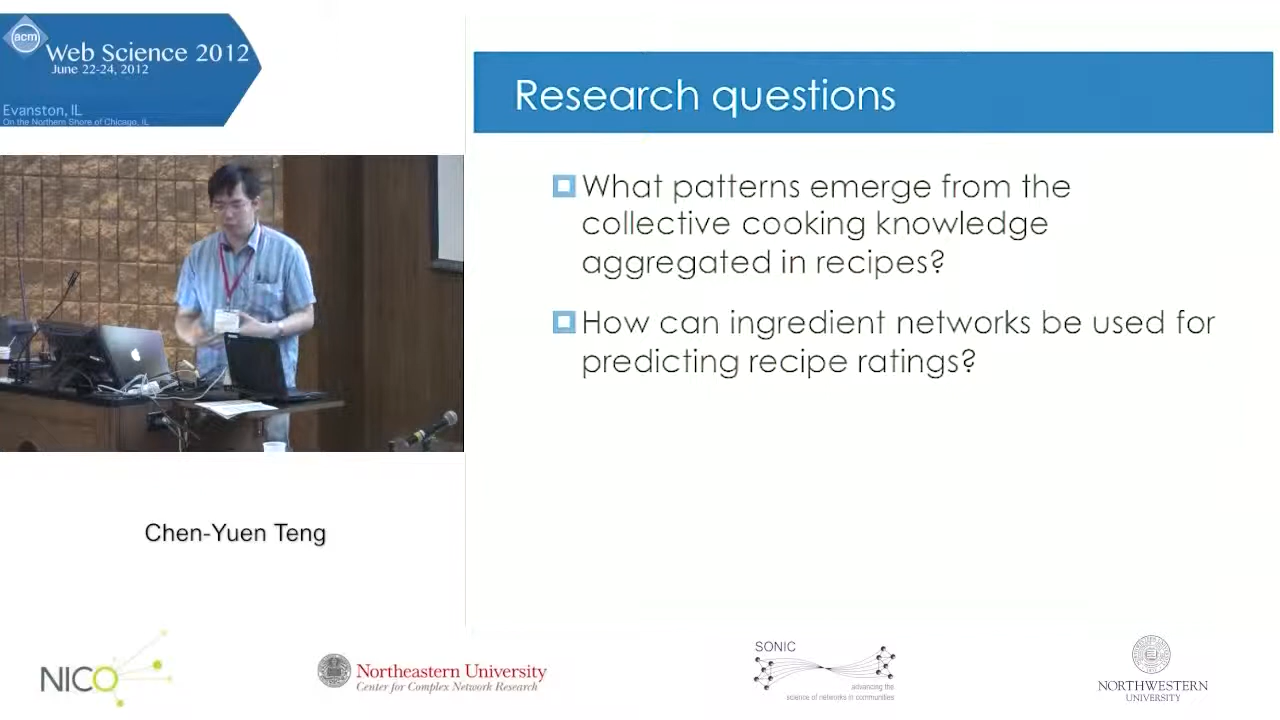 acm
Web Science 2012
June 22-24, 2012
Evanston, IL
On the Northern Shore of Chicago, IL
Research questions
What patterns emerge from the
collective cooking knowledge
aggregated in recipes?
How can ingredient networks be used for
predicting recipe ratings?
Chen-Yuen Teng
NICO
Northeastern University
Center for Complex Network Research
SONIC
advancing the
science of networks in communities
NORTHWESTERN
UNIVERSITY